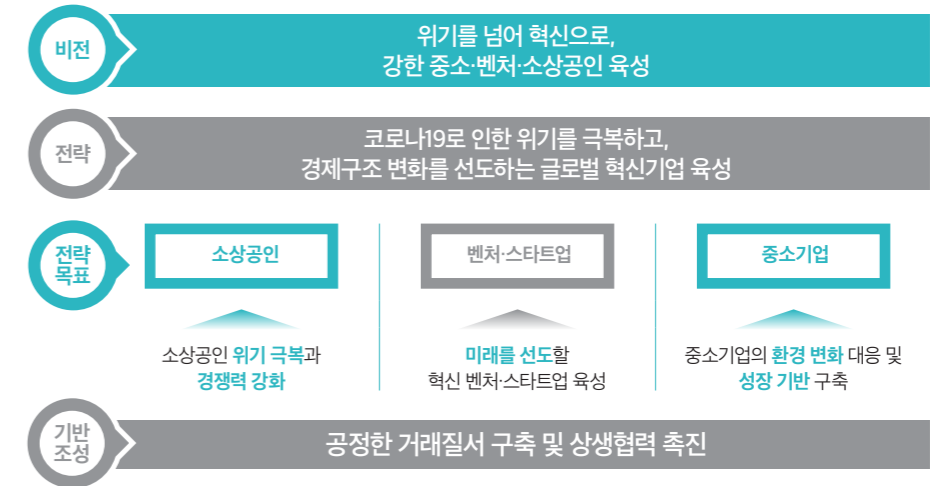 비전
위기를 넘어 혁신으로,
강한 중소·벤처·소상공인 육성
전략
코로나19로 인한 위기를 극복하고,
경제구조 변화를 선도하는 글로벌 혁신기업 육성
전략
목표
소상공인
벤처·스타트업
중소기업
소상공인 위기 극복과
경쟁력 강화
미래를 선도할
혁신 벤처·스타트업 육성
중소기업의 환경 변화 대응 및
성장 기반 구축
기반
조성
공정한 거래질서 구축 및 상생협력 촉진